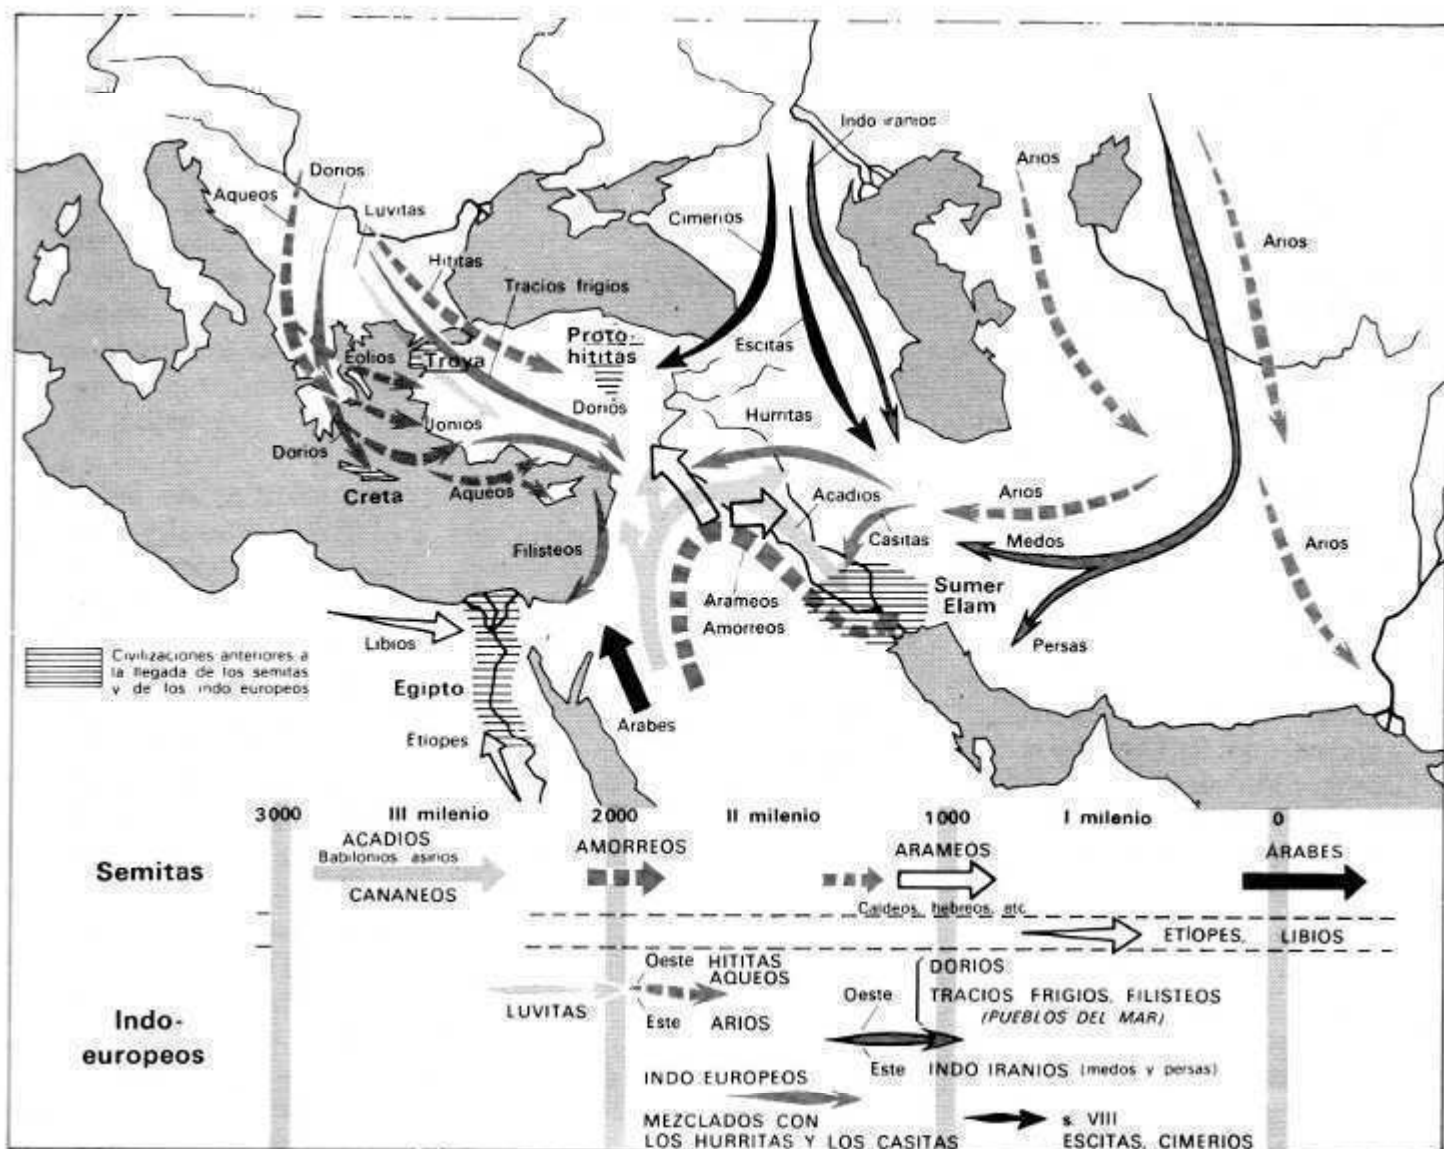 Indo iranios
Arios
Dorios
Aqueos
Luvitas
Cimerios
Arios
Hititas
Tracios frigios
Proto-
hititas
Escitas
Eolios
Troya
Dorios
Hurritas
Jonios
Dorios
Creta
Aqueos
Acadios
Arios
Filisteos
Casitas
Medos
Arios
Sumer
Elam
Arameos
Amorreos
Libios
Persas
Civilizaciones anteriores a
la llegada de los semitas
y de los indo europeos
Egipto
Arabes
Etiopes
3000 III milenio 2000 II milenio 1000 I milenio 0
Semitas
ACADIOS
Babilonios asirios
CANANEOS
AMORREOS
ARAMEOS
Caldeos, hebreos, etc
ÁRABES
ETÍOPES, LIBIOS
Indo-
europeos
LUVITAS
Oeste HITITAS
AQUEOS
Este ARIOS
DORIOS
Oeste TRACIOS FRIGIOS, FILISTEOS
(PUEBLOS DEL MAR)
Este INDO IRANIOS (medos y persas)
INDO EUROPEOS
MEZCLADOS CON
LOS HURRITAS Y LOS CASITAS
s. VIII
ESCITAS, CIMERIOS